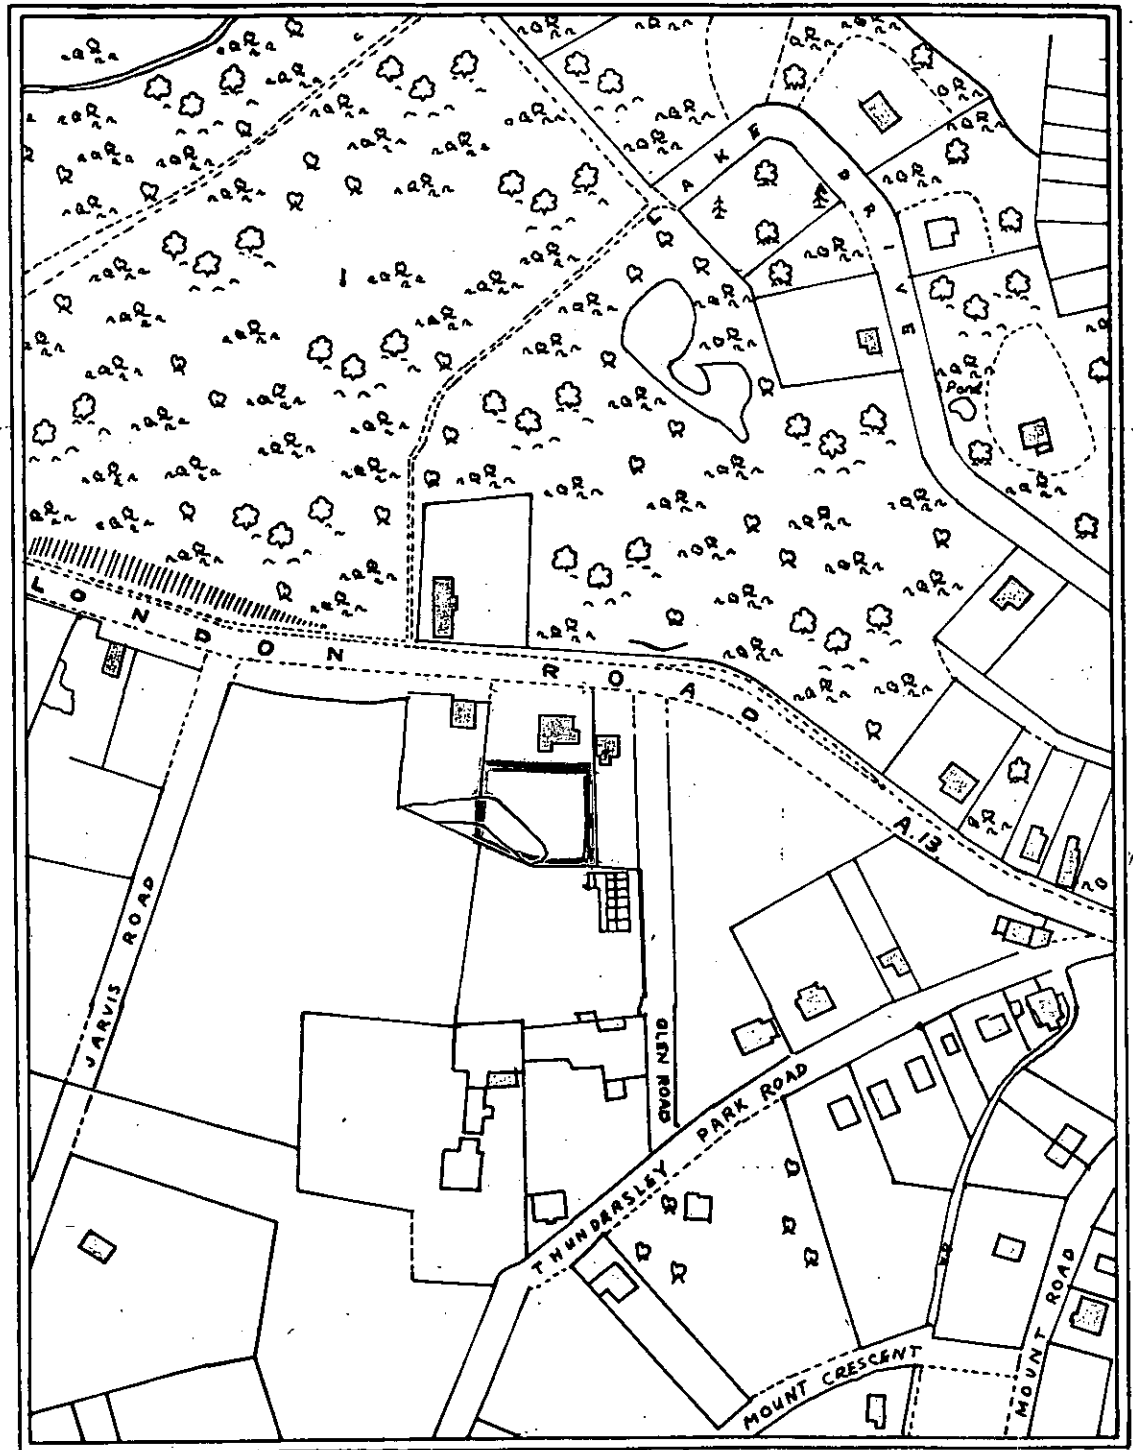 LAKE DRIVE
Pond
LONDON ROAD
A.13.
JARVIS ROAD
GLEN ROAD
THUNDERSLEY PARK ROAD
MOUNT ROAD
MOUNT CRESCENT